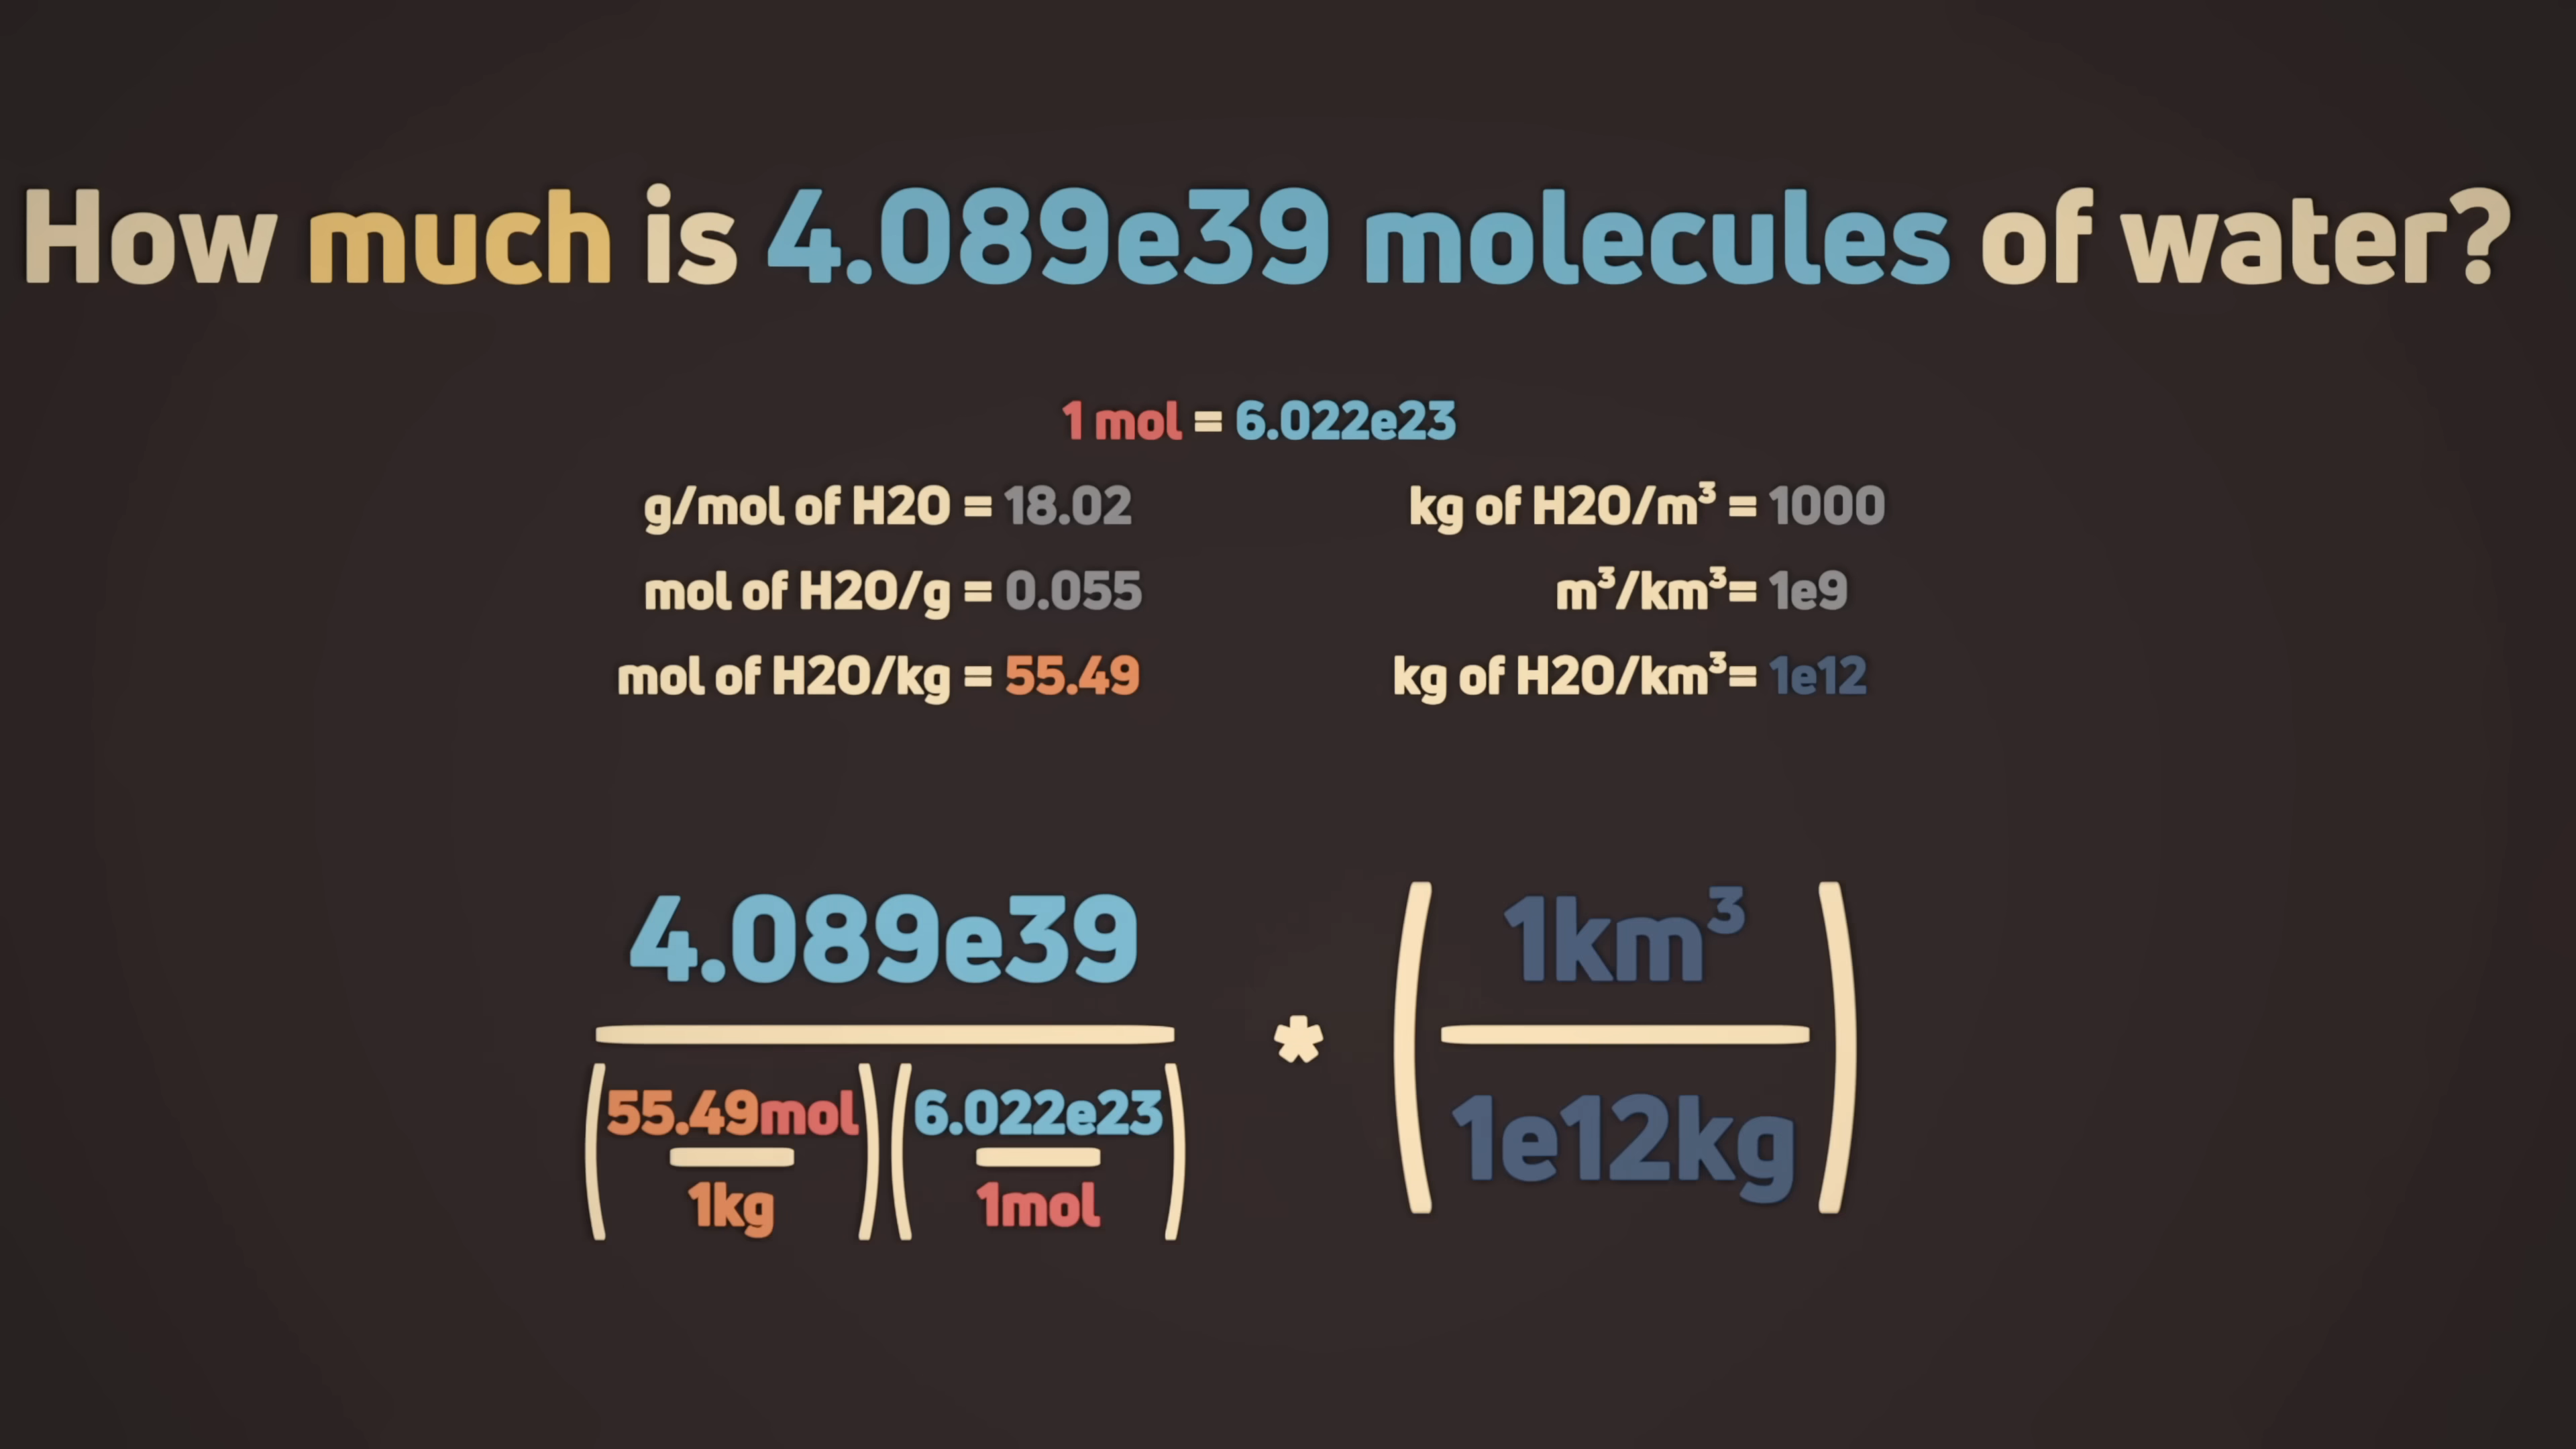 How much is 4.089e39 molecules of water?
1 mol = 6.022e23
g/mol of H2O = 18.02
kg of H2O/m³ = 1000
mol of H2O/g = 0.055
m³/km³= 1e9
mol of H2O/kg = 55.49
kg of H2O/km³= 1e12
4.089e39
1km³
*
(55.49mol)(6.022e23)
1kg
1mol
1e12kg